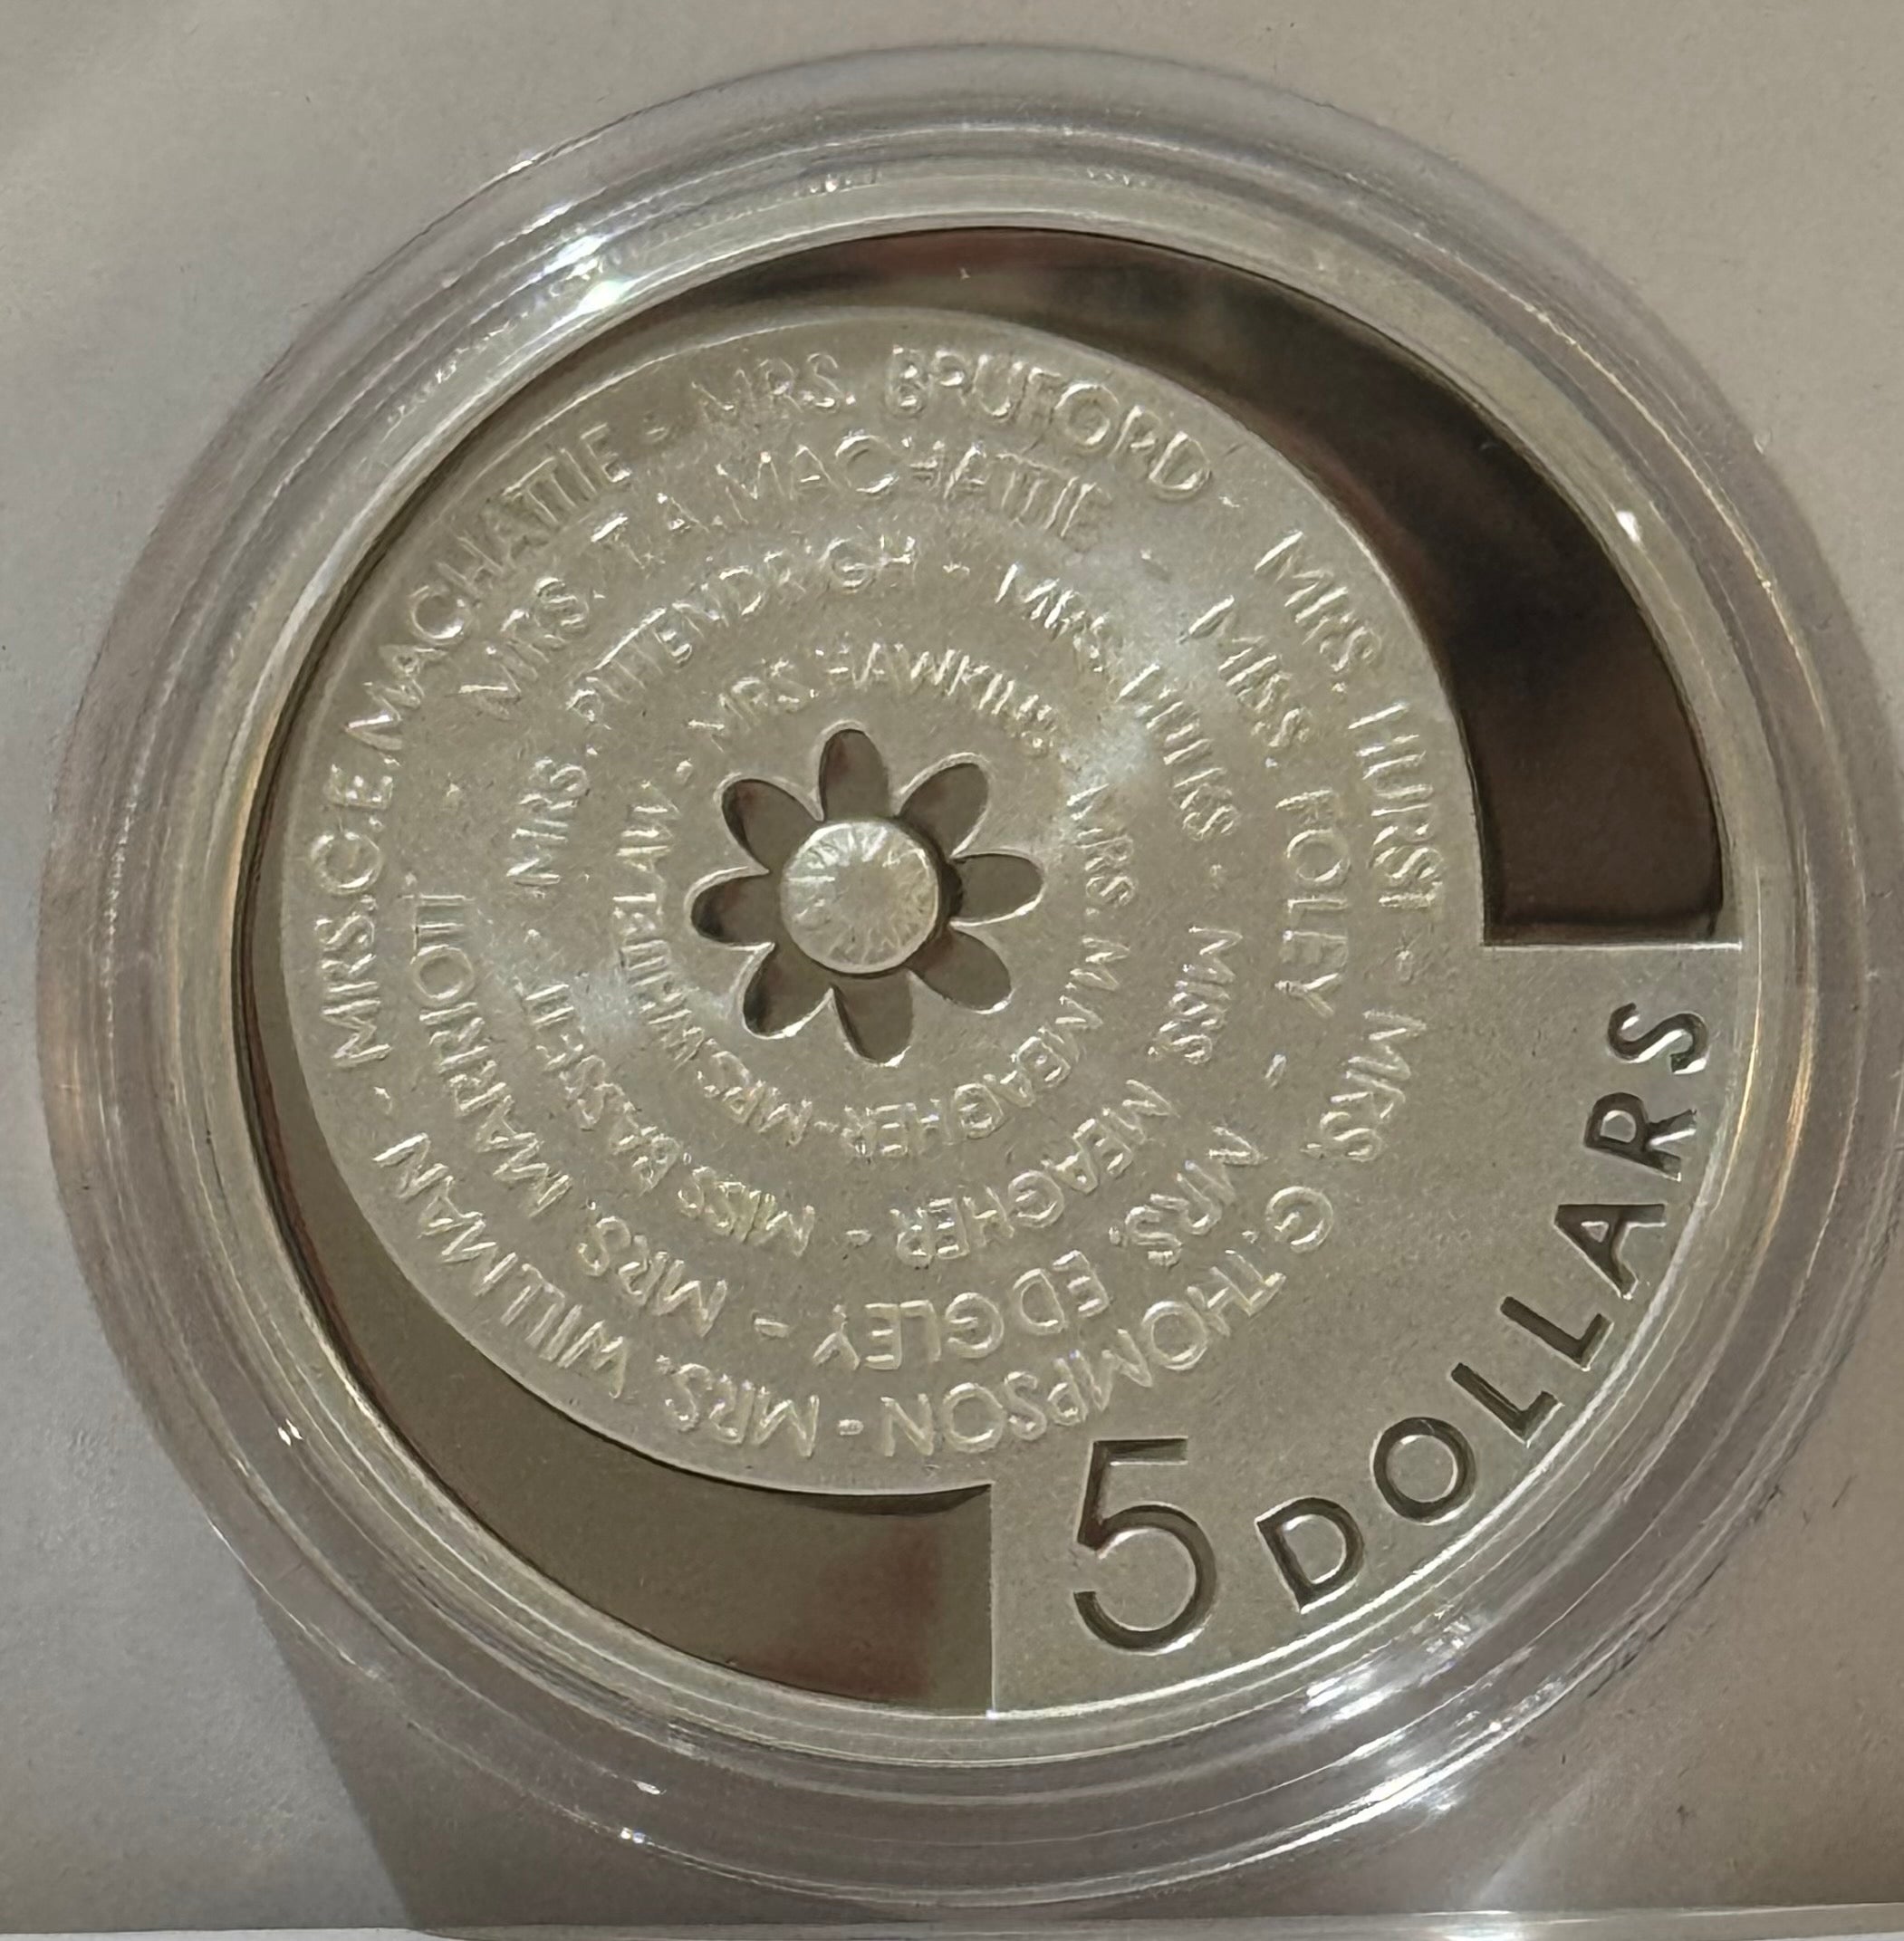 MRS.G.E.MACHATTIE - MRS. BRUFORD - MRS. HURST - MRS. G.THOMPSON - MRS. WILLMAN -
MRS. T.A.MACHATTIE - MISS. FOLEY - MRS. EDGLEY - MRS. MARRIOTT -
MRS. PITTENDRIGH - MRS. - MISS. MEAGHER - MISS.BASSETT -
MRS.HAWKINS - MRS. M.MEAGHER - MRS.WHITELAW -
5 DOLLARS